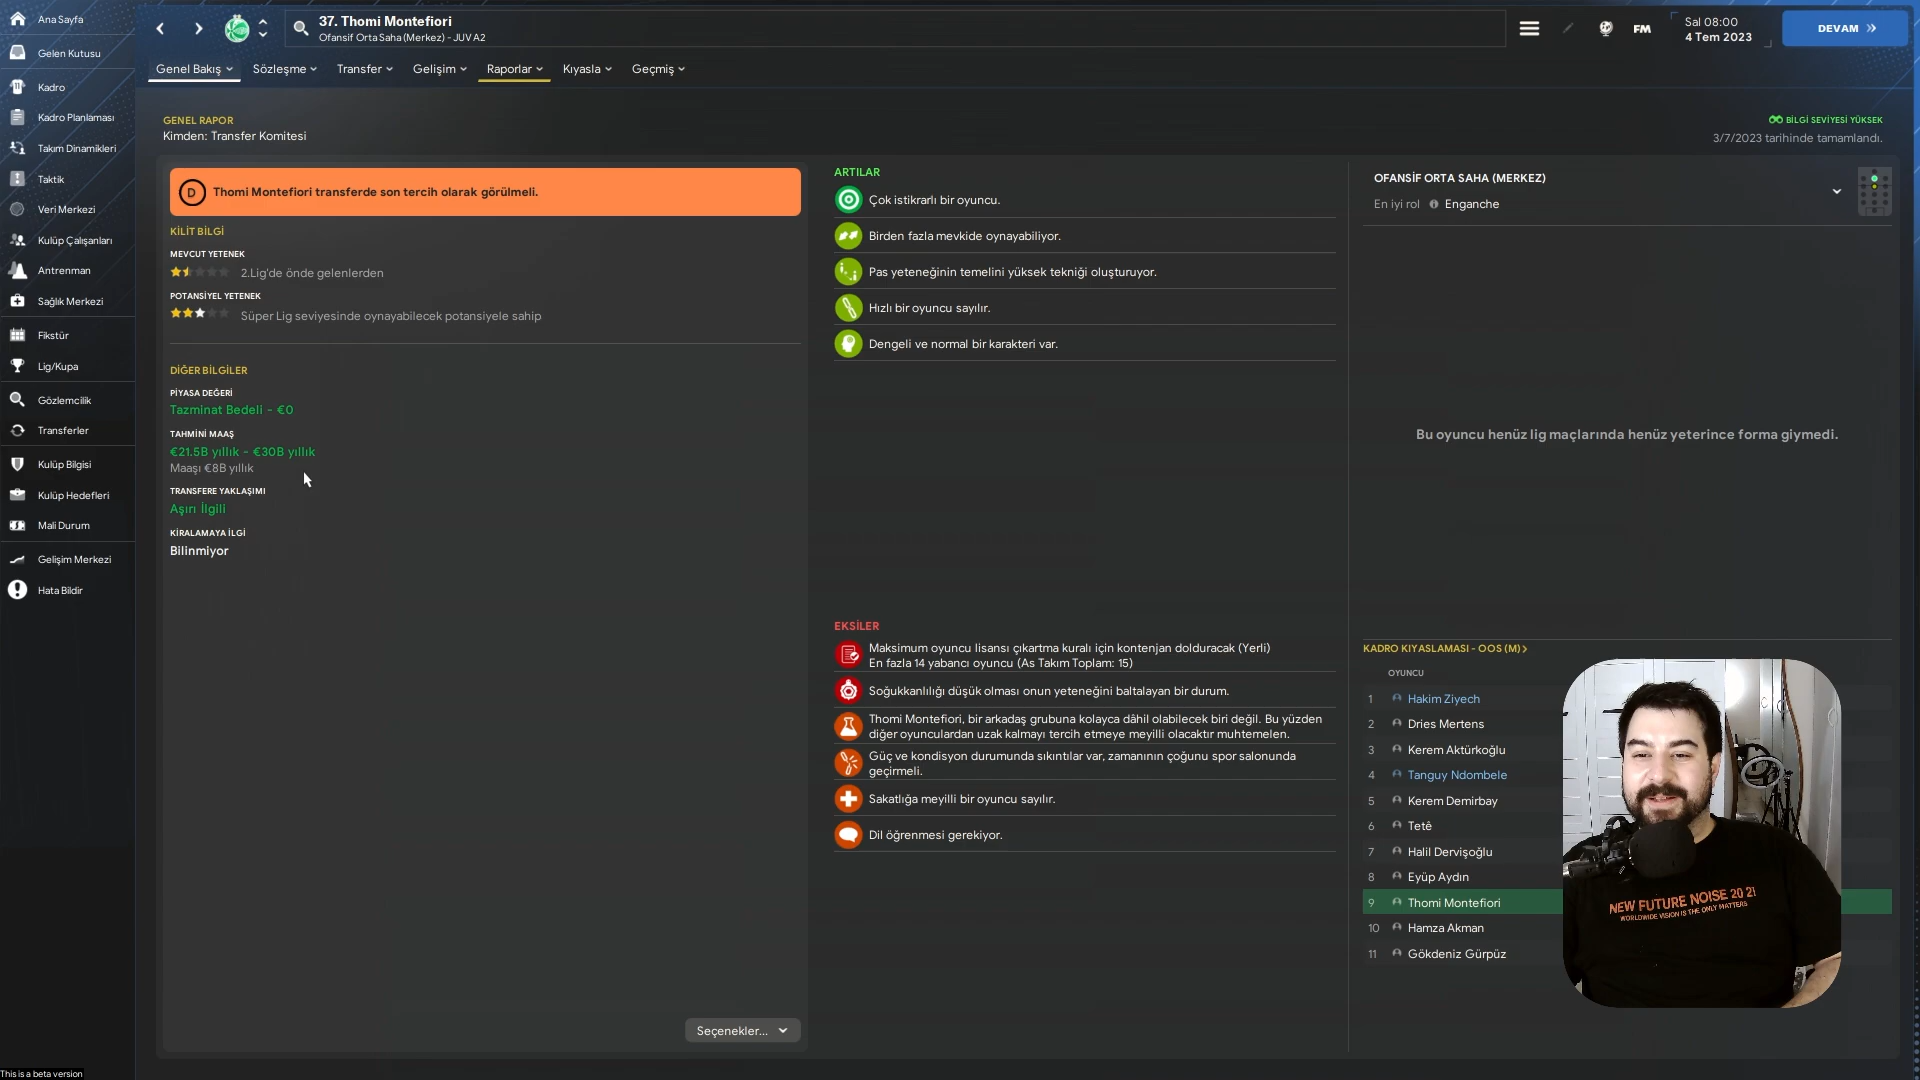 Ana Sayfa
Gelen Kutusu
Kadro
Kadro Planlaması
Takım Dinamikleri
Taktik
Veri Merkezi
Kulüp Çalışanları
Antrenman
Sağlık Merkezi
Fikstür
Lig/Kupa
Gözlemcilik
Transferler
Kulüp Bilgisi
Kulüp Hedefleri
Mali Durum
Gelişim Merkezi
Hata Bildir
This is a beta version
37. Thomi Montefiori
Ofansif Orta Saha (Merkez) - JUV A2
FM
Sal 08:00
4 Tem 2023
DEVAM
Genel Bakış
Sözleşme
Transfer
Gelişim
Raporlar
Kıyasla
Geçmiş
GENEL RAPOR
Kimden: Transfer Komitesi
BİLGİ SEVİYESİ YÜKSEK
3/7/2023 tarihinde tamamlandı.
D Thomi Montefiori transferde son tercih olarak görülmeli.
KİLİT BİLGİ
MEVCUT YETENEK
2.Lig'de önde gelenlerden
POTANSİYEL YETENEK
Süper Lig seviyesinde oynayabilecek potansiyele sahip
DİĞER BİLGİLER
PİYASA DEĞERİ
Tazminat Bedeli - €0
TAHMİNİ MAAŞ
€21.5B yıllık - €30B yıllık
Maaşı €8B yıllık
TRANSFERE YAKLAŞIMI
Aşırı İlgili
KİRALAMAYA İLGİ
Bilinmiyor
Seçenekler...
ARTILAR
Çok istikrarlı bir oyuncu.
Birden fazla mevkide oynayabiliyor.
Pas yeteneğinin temelini yüksek tekniği oluşturuyor.
Hızlı bir oyuncu sayılır.
Dengeli ve normal bir karakteri var.
EKSİLER
Maksimum oyuncu lisansı çıkartma kuralı için kontenjan dolduracak (Yerli)
En fazla 14 yabancı oyuncu (As Takım Toplam: 15)
Soğukkanlılığı düşük olması onun yeteneğini baltalayan bir durum.
Thomi Montefiori, bir arkadaş grubuna kolayca dâhil olabilecek biri değil. Bu yüzden
diğer oyunculardan uzak kalmayı tercih etmeye meyilli olacaktır muhtemelen.
Güç ve kondisyon durumunda sıkıntılar var, zamanının çoğunu spor salonunda
geçirmeli.
Sakatlığa meyilli bir oyuncu sayılır.
Dil öğrenmesi gerekiyor.
OFANSİF ORTA SAHA (MERKEZ)
En iyi rol Enganche
Bu oyuncu henüz lig maçlarında henüz yeterince forma giymedi.
KADRO KIYASLAMASI - OOS (M)
OYUNCU
1 Hakim Ziyech
2 Dries Mertens
3 Kerem Aktürkoğlu
4 Tanguy Ndombele
5 Kerem Demirbay
6 Tetê
7 Halil Dervişoğlu
8 Eyüp Aydın
9 Thomi Montefiori
10 Hamza Akman
11 Gökdeniz Gürpüz
NEW FUTURE NOISE 20 21
WORLDWIDE VISION IS THE ONLY MATTERS